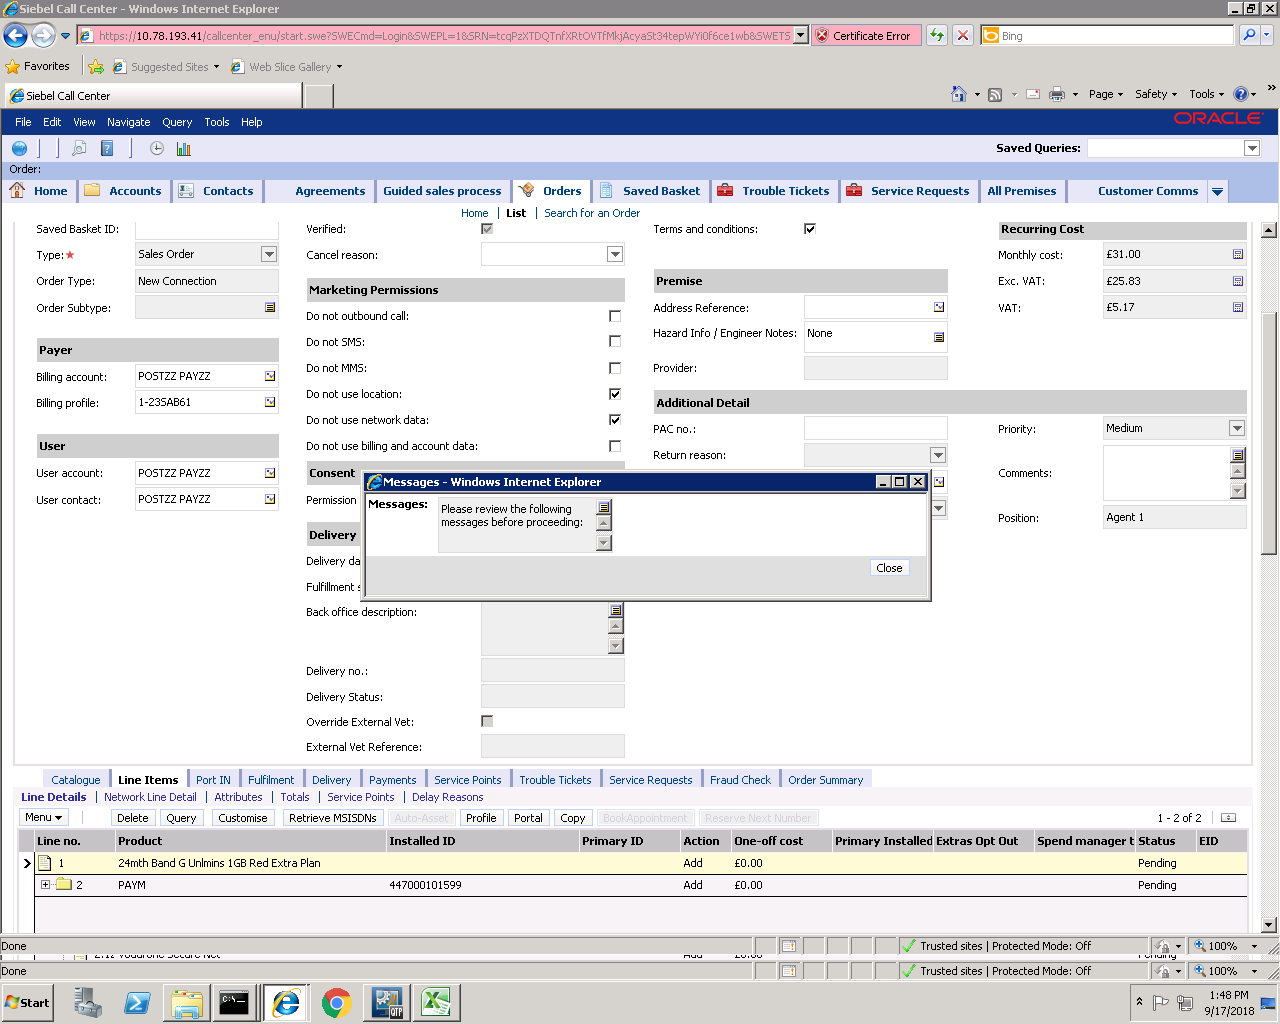 Siebel Call Center - Windows Internet Explorer
https://10.78.193.41/callcenter_enu/start.swe?SWECmd=Login&SWEPL=1&SRN=
Certificate Error
Bing
Favorites
Suggested Sites
Web Slice Gallery
Siebel Call Center
Page
Safety
Tools
File Edit View Navigate Query Tools Help
ORACLE
Saved Queries:
Order:
Home Accounts Contacts Agreements Guided sales process Orders Saved Basket Trouble Tickets Service Requests All Premises Customer Comms
Home | List | Search for an Order
Saved Basket ID:
Verified:
Terms and conditions:
Recurring Cost
Type:
Sales Order
Cancel reason:
Monthly cost:
£31.00
Order Type:
New Connection
Marketing Permissions
Premise
Exc. VAT:
£25.83
Order Subtype:
Do not outbound call:
Address Reference:
VAT:
£5.17
Do not SMS:
Hazard Info / Engineer Notes:
None
Payer
Billing account:
POSTZZ PAYZZ
Do not MMS:
Provider:
Billing profile:
1-23SAB61
Do not use location:
Additional Detail
Do not use network data:
PAC no.:
Priority:
Medium
User
Do not use billing and account data:
Return reason:
User account:
POSTZZ PAYZZ
Consent
Comments:
User contact:
POSTZZ PAYZZ
Permission
Position:
Agent 1
Messages - Windows Internet Explorer
Messages:
Please review the following
messages before proceeding:
Close
Delivery
Delivery da
Fulfillment s
Back office description:
Delivery no.:
Delivery Status:
Override External Vet:
External Vet Reference:
Catalogue Line Items Port IN Fulfilment Delivery Payments Service Points Trouble Tickets Service Requests Fraud Check Order Summary
Line Details | Network Line Detail | Attributes | Totals | Service Points | Delay Reasons
Menu Delete Query Customise Retrieve MSISDNs Auto-Asset Profile Portal Copy BookAppointment Reserve Next Number 1 - 2 of 2
Line no. Product Installed ID Primary ID Action One-off cost Primary Installed Extras Opt Out Spend manager t Status EID
1 24mth Band G Unlmins 1GB Red Extra Plan Add £0.00 Pending
2 PAYM 447000101599 Add £0.00 Pending
Done
Trusted sites | Protected Mode: Off
100%
Done
Trusted sites | Protected Mode: Off
100%
Start
QTP
1:48 PM
9/17/2018